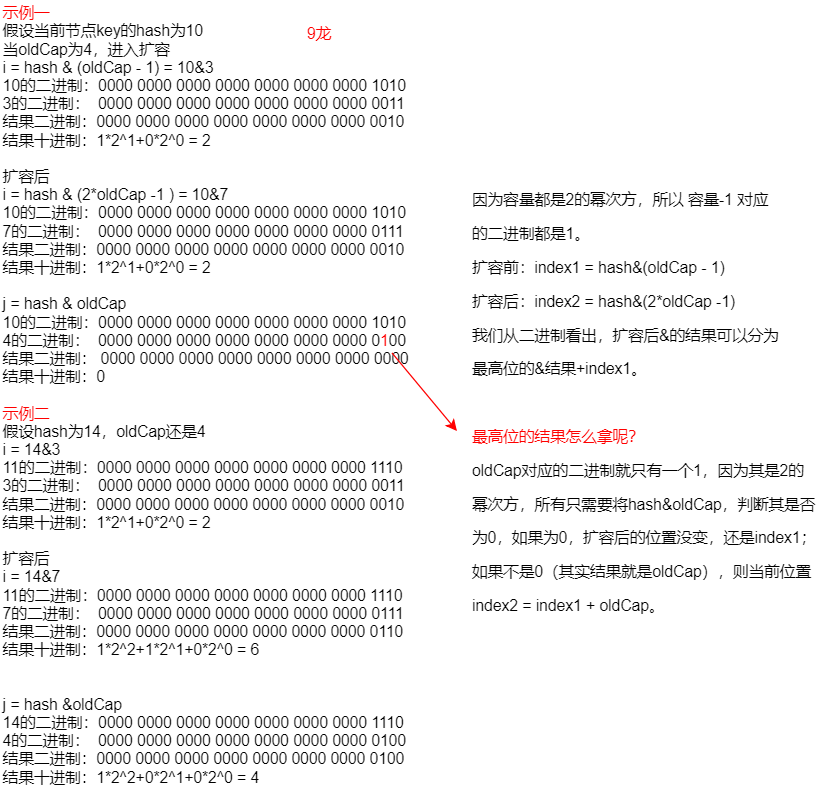 示例一
假设当前节点key的hash为10
9龙
当oldCap为4，进入扩容
i = hash & (oldCap - 1) = 10&3
10的二进制：0000 0000 0000 0000 0000 0000 0000 1010
3的二进制： 0000 0000 0000 0000 0000 0000 0000 0011
结果二进制：0000 0000 0000 0000 0000 0000 0000 0010
结果十进制：1*2^1+0*2^0 = 2
扩容后
i = hash & (2*oldCap -1 ) = 10&7
10的二进制：0000 0000 0000 0000 0000 0000 0000 1010
7的二进制： 0000 0000 0000 0000 0000 0000 0000 0111
结果二进制：0000 0000 0000 0000 0000 0000 0000 0010
结果十进制：1*2^1+0*2^0 = 2
j = hash & oldCap
10的二进制：0000 0000 0000 0000 0000 0000 0000 1010
4的二进制： 0000 0000 0000 0000 0000 0000 0000 0100
结果二进制： 0000 0000 0000 0000 0000 0000 0000 0000
结果十进制：0
示例二
假设hash为14，oldCap还是4
i = 14&3
11的二进制：0000 0000 0000 0000 0000 0000 0000 1110
3的二进制： 0000 0000 0000 0000 0000 0000 0000 0011
结果二进制：0000 0000 0000 0000 0000 0000 0000 0010
结果十进制：1*2^1+0*2^0 = 2
扩容后
i = 14&7
11的二进制：0000 0000 0000 0000 0000 0000 0000 1110
7的二进制： 0000 0000 0000 0000 0000 0000 0000 0111
结果二进制：0000 0000 0000 0000 0000 0000 0000 0110
结果十进制：1*2^2+1*2^1+0*2^0 = 6
j = hash &oldCap
14的二进制：0000 0000 0000 0000 0000 0000 0000 1110
4的二进制： 0000 0000 0000 0000 0000 0000 0000 0100
结果二进制：0000 0000 0000 0000 0000 0000 0000 0100
结果十进制：1*2^2+0*2^1+0*2^0 = 4
因为容量都是2的幂次方，所以 容量-1 对应
的二进制都是1。
扩容前：index1 = hash&(oldCap - 1)
扩容后：index2 = hash&(2*oldCap -1)
我们从二进制看出，扩容后&的结果可以分为
最高位的&结果+index1。
最高位的结果怎么拿呢?
oldCap对应的二进制就只有一个1，因为其是2的
幂次方，所有只需要将hash&oldCap，判断其是否
为0，如果为0，扩容后的位置没变，还是index1；
如果不是0（其实结果就是oldCap），则当前位置
index2 = index1 + oldCap。